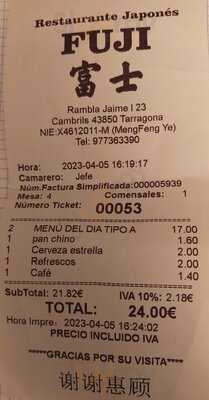 Restaurante Japonés
FUJI
富士
Rambla Jaime I 23
Cambrils 43850 Tarragona
NIE:X4612011-M (MengFeng Ye)
Tel: 977363390
Hora: 2023-04-05 16:19:17
Camarero: Jefe
Núm.Factura Simplificada:000005939
Mesa: 4 Comensales: 1
Número Ticket: 00053
2 MENÚ DEL DIA TIPO A 17.00
1 pan chino 1.60
1 Cerveza estrella 2.00
1 Refrescos 2.00
1 Café 1.40
SubTotal: 21.82€ IVA 10%: 2.18€
TOTAL: 24.00€
Hora Impre: 2023-04-05 16:24:02
PRECIO INCLUIDO IVA
*****GRACIAS POR SU VISITA****
谢谢惠顾